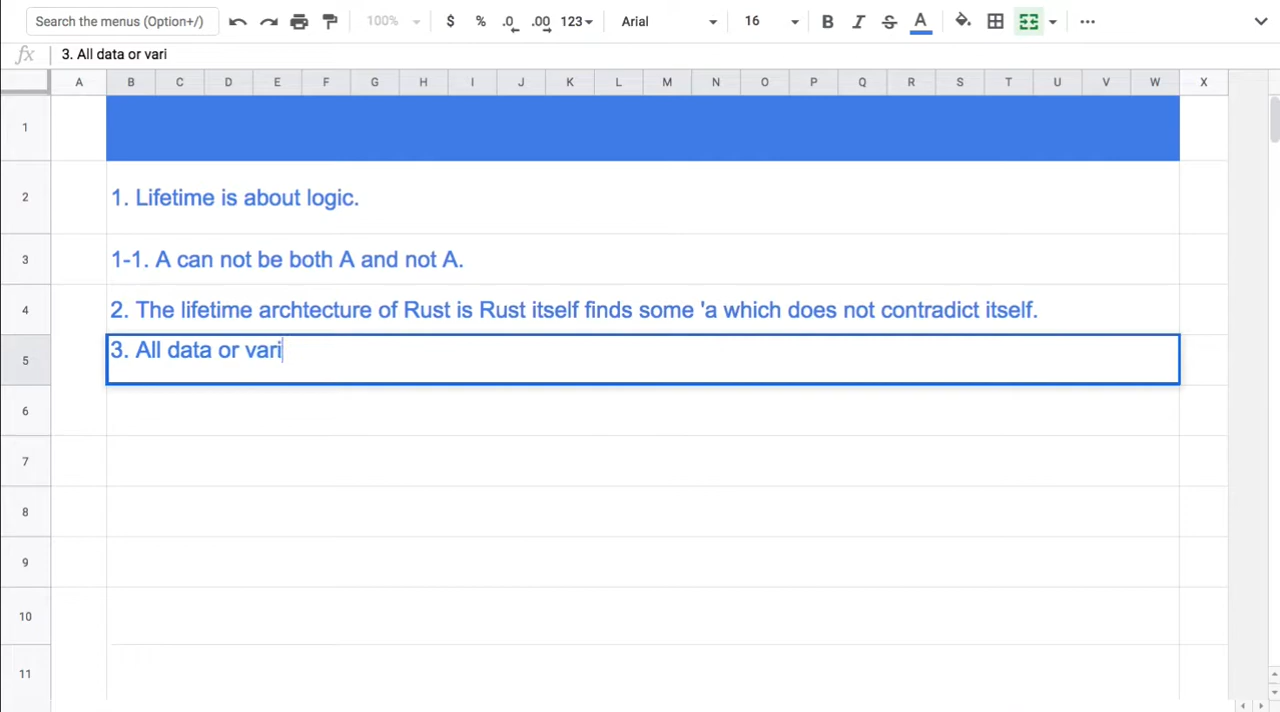 Search the menus (Option+/) 100% $ % .0 .00 123 Arial 16 B I S A
fx 3. All data or vari
A B C D E F G H I J K L M N O P Q R S T U V W X
1
2 1. Lifetime is about logic.
3 1-1. A can not be both A and not A.
4 2. The lifetime archtecture of Rust is Rust itself finds some 'a which does not contradict itself.
5 3. All data or vari
6
7
8
9
10
11